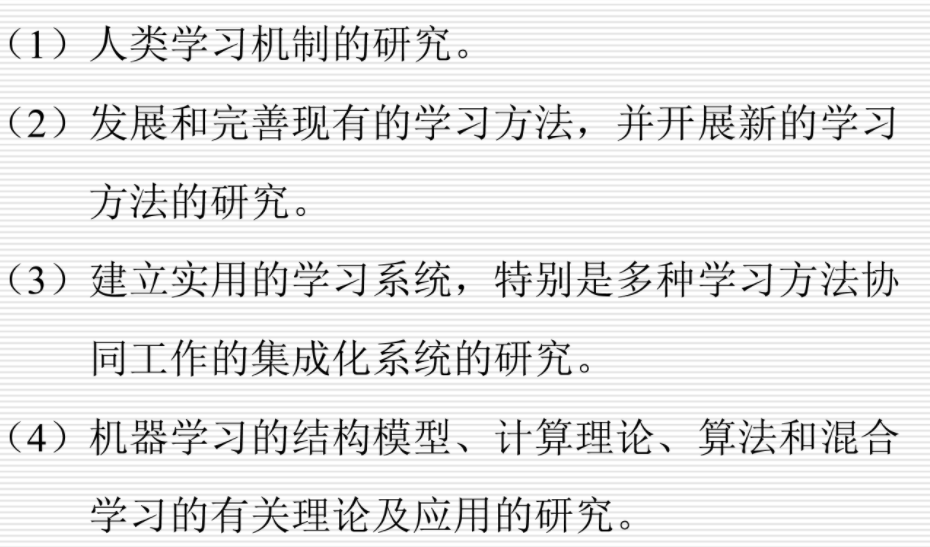 （1）人类学习机制的研究。
（2）发展和完善现有的学习方法，并开展新的学习
方法的研究。
（3）建立实用的学习系统，特别是多种学习方法协
同工作的集成化系统的研究。
（4）机器学习的结构模型、计算理论、算法和混合
学习的有关理论及应用的研究。